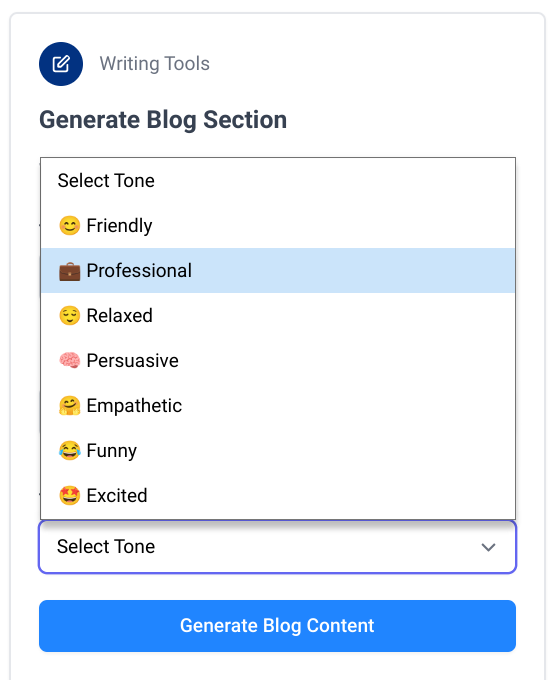 Writing Tools
Generate Blog Section
Select Tone
😊 Friendly
💼 Professional
😌 Relaxed
🧠 Persuasive
🤗 Empathetic
😂 Funny
🤩 Excited
Select Tone
Generate Blog Content